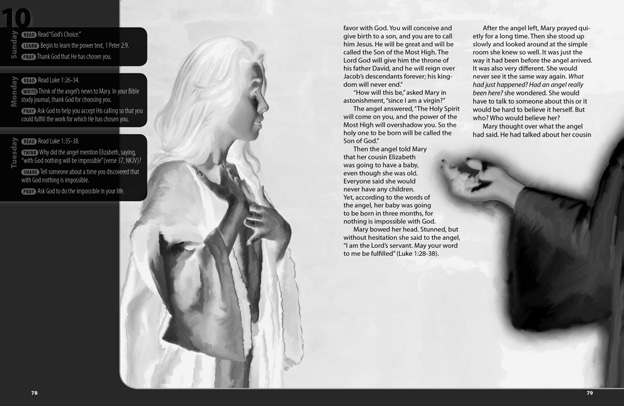 10
Sunday
READ Read "God's Choice."
LEARN Begin to learn the power test, 1 Peter 2:9.
PRAY Thank God that He has chosen you.
Monday
READ Read Luke 1:26-34.
WRITE Think of the angel's news to Mary. In your Bible
study journal, thank God for choosing you.
PRAY Ask God to help you accept His calling so that you
could fulfill the work for which He has chosen you.
Tuesday
READ Read Luke 1:35-38.
THINK Why did the angel mention Elizabeth, saying,
"with God nothing will be impossible" (verse 37, NKJV)?
SHARE Tell someone about a time you discovered that
with God nothing is impossible.
PRAY Ask God to do the impossible in your life.
78
favor with God. You will conceive and
give birth to a son, and you are to call
him Jesus. He will be great and will be
called the Son of the Most High. The
Lord God will give him the throne of
his father David, and he will reign over
Jacob's descendants forever; his king-
dom will never end."
"How will this be," asked Mary in
astonishment, "since I am a virgin?"
The angel answered, "The Holy Spirit
will come on you, and the power of the
Most High will overshadow you. So the
holy one to be born will be called the
Son of God."
Then the angel told Mary
that her cousin Elizabeth
was going to have a baby,
even though she was old.
Everyone said she would
never have any children.
Yet, according to the words of
the angel, her baby was going
to be born in three months, for
nothing is impossible with God.
Mary bowed her head. Stunned, but
without hesitation she said to the angel,
"I am the Lord's servant. May your word
to me be fulfilled" (Luke 1:28-38).
After the angel left, Mary prayed qui-
etly for a long time. Then she stood up
slowly and looked around at the simple
room she knew so well. It was just the
way it had been before the angel arrived.
It was also very different. She would
never see it the same way again. What
had just happened? Had an angel really
been here? she wondered. She would
have to talk to someone about this or it
would be hard to believe it herself. But
who? Who would believe her?
Mary thought over what the angel
had said. He had talked about her cousin
79